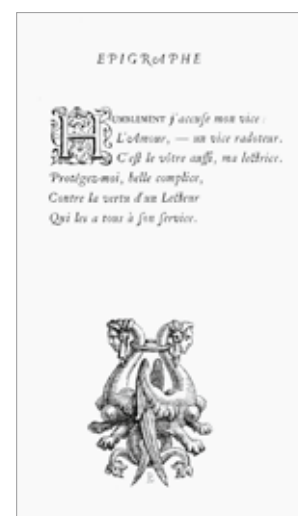 EPIGRAPHE
HUMBLEMENT j'accuſe mon vice :
L'Amour, — un vice radoteur.
C'eſt le vôtre auſſi, ma lectrice.
Protégez-moi, belle complice,
Contre la vertu d'un Lecteur
Qui les a tous à ſon ſervice.